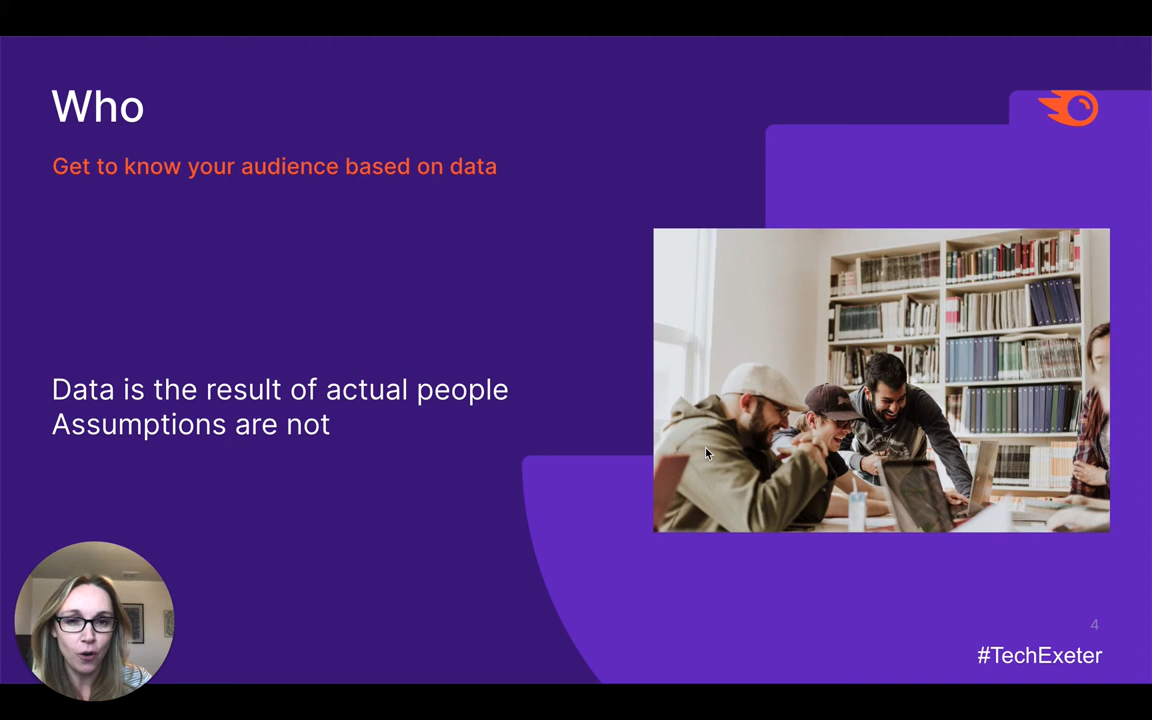 Who
Get to know your audience based on data
Data is the result of actual people
Assumptions are not
4
#TechExeter